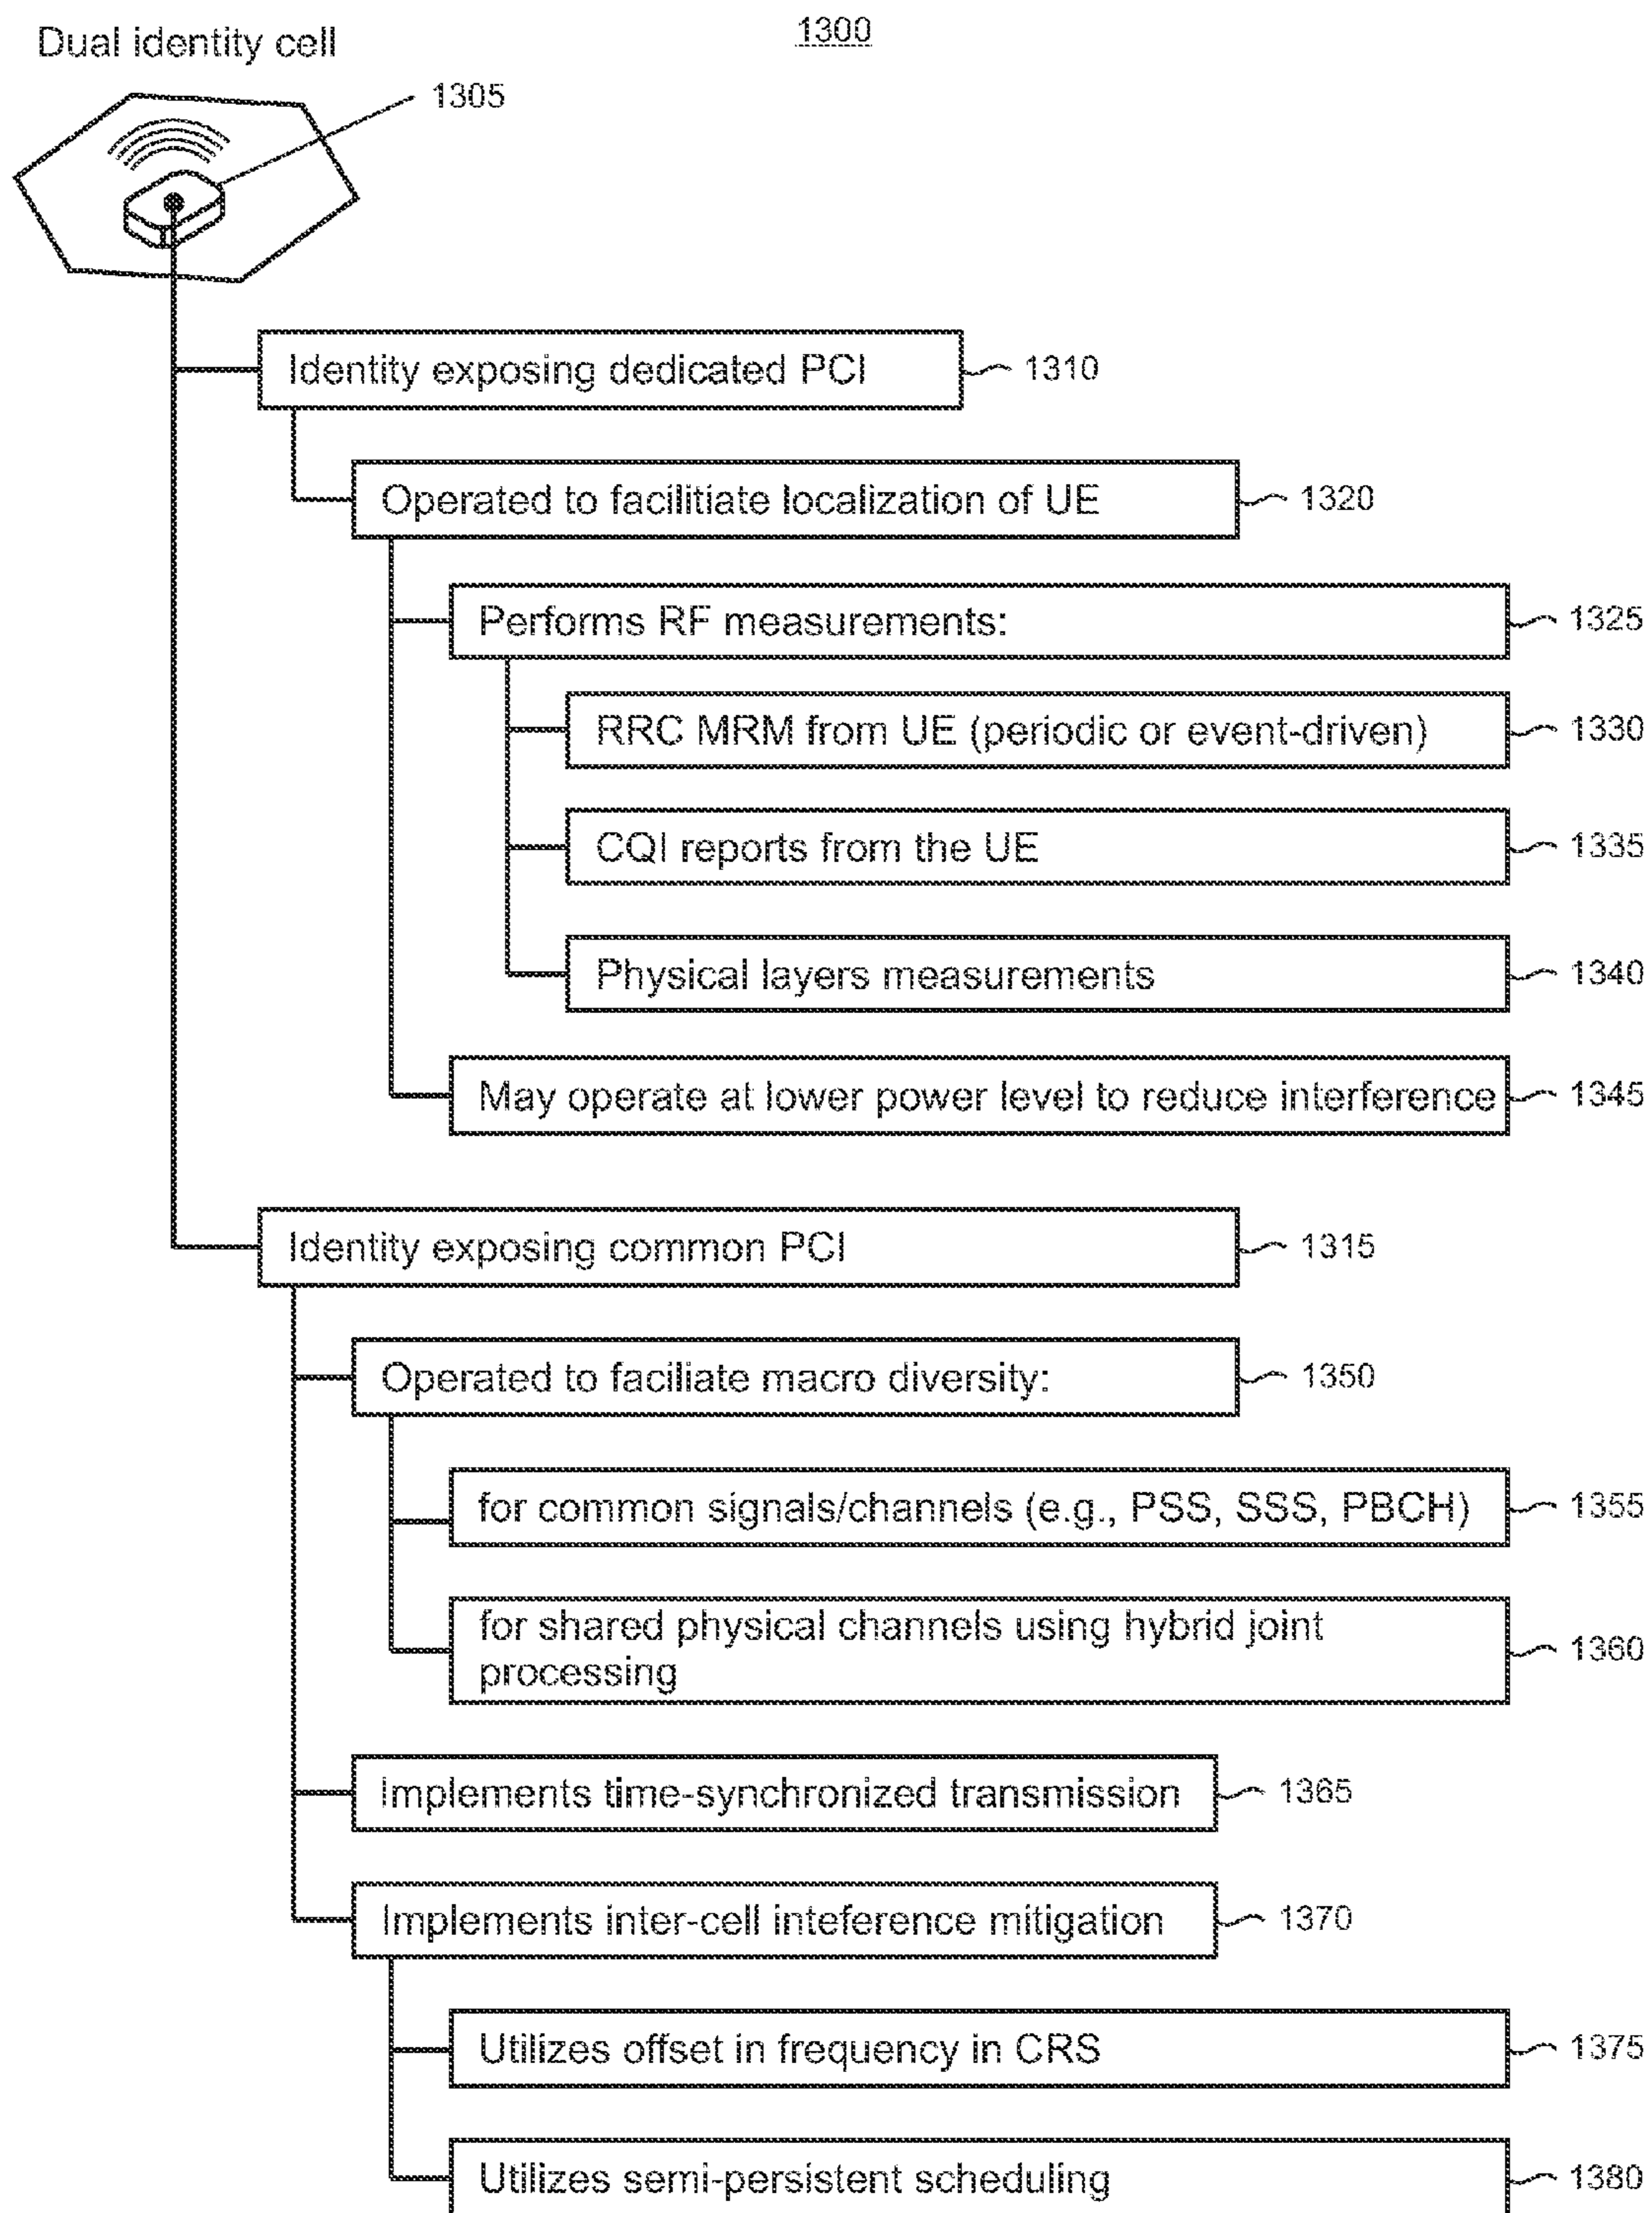 1300
Dual identity cell
1305
Identity exposing dedicated PCI
1310
Operated to facilitiate localization of UE
1320
Performs RF measurements:
1325
RRC MRM from UE (periodic or event-driven)
1330
CQI reports from the UE
1335
Physical layers measurements
1340
May operate at lower power level to reduce interference
1345
Identity exposing common PCI
1315
Operated to faciliate macro diversity:
1350
for common signals/channels (e.g., PSS, SSS, PBCH)
1355
for shared physical channels using hybrid joint
processing
1360
Implements time-synchronized transmission
1365
Implements inter-cell inteference mitigation
1370
Utilizes offset in frequency in CRS
1375
Utilizes semi-persistent scheduling
1380